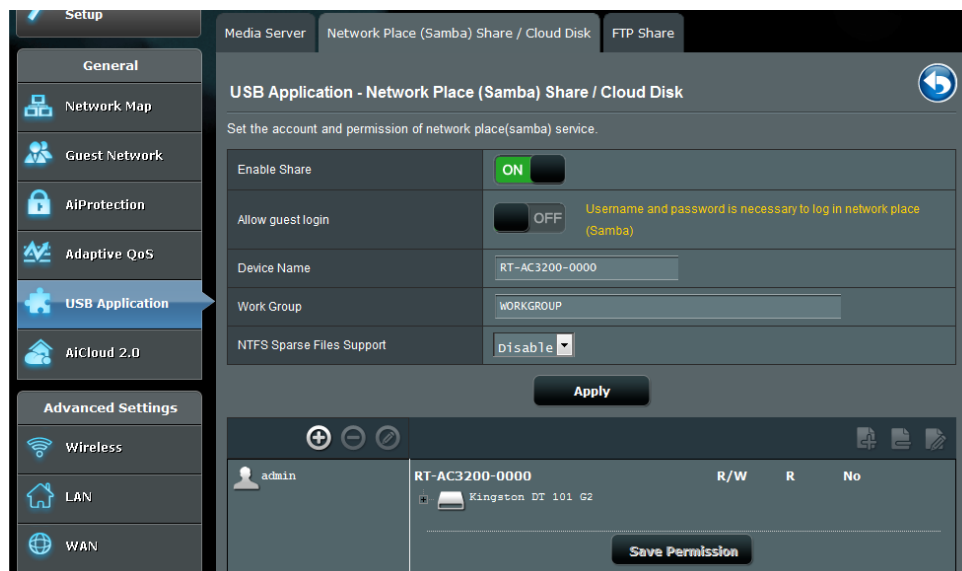 Setup
General
Network Map
Guest Network
AiProtection
Adaptive QoS
USB Application
AiCloud 2.0
Advanced Settings
Wireless
LAN
WAN
Media Server
Network Place (Samba) Share / Cloud Disk
FTP Share
USB Application - Network Place (Samba) Share / Cloud Disk
Set the account and permission of network place(samba) service.
Enable Share
ON
Allow guest login
OFF
Username and password is necessary to log in network place
(Samba)
Device Name
RT-AC3200-0000
Work Group
WORKGROUP
NTFS Sparse Files Support
Disable
Apply
admin
RT-AC3200-0000 R/W R No
Kingston DT 101 G2
Save Permission